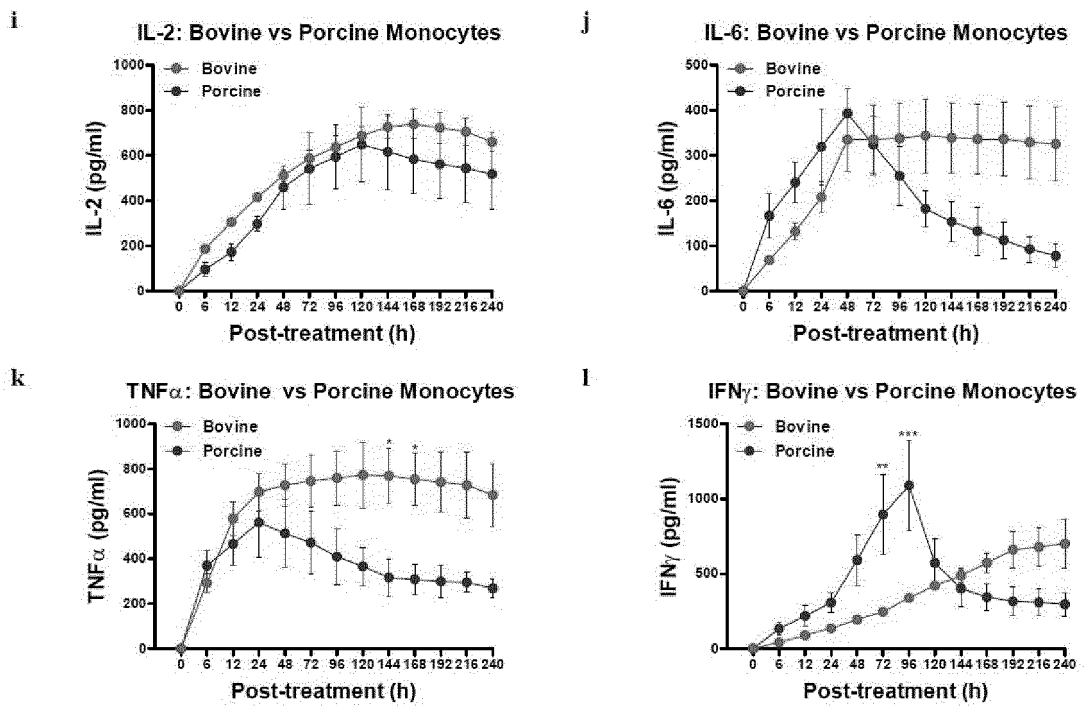 i
IL-2: Bovine vs Porcine Monocytes
1000
800
600
400
200
0
IL-2 (pg/ml)
Bovine
Porcine
0 6 12 24 48 72 96 120 144 168 192 216 240
Post-treatment (h)
j
IL-6: Bovine vs Porcine Monocytes
500
400
300
200
100
0
IL-6 (pg/ml)
Bovine
Porcine
0 6 12 24 48 72 96 120 144 168 192 216 240
Post-treatment (h)
k
TNFα: Bovine vs Porcine Monocytes
1000
800
600
400
200
0
TNFα (pg/ml)
Bovine
Porcine
* *
0 6 12 24 48 72 96 120 144 168 192 216 240
Post-treatment (h)
l
IFNγ: Bovine vs Porcine Monocytes
1500
1000
500
0
IFNγ (pg/ml)
Bovine
Porcine
** ***
0 6 12 24 48 72 96 120 144 168 192 216 240
Post-treatment (h)